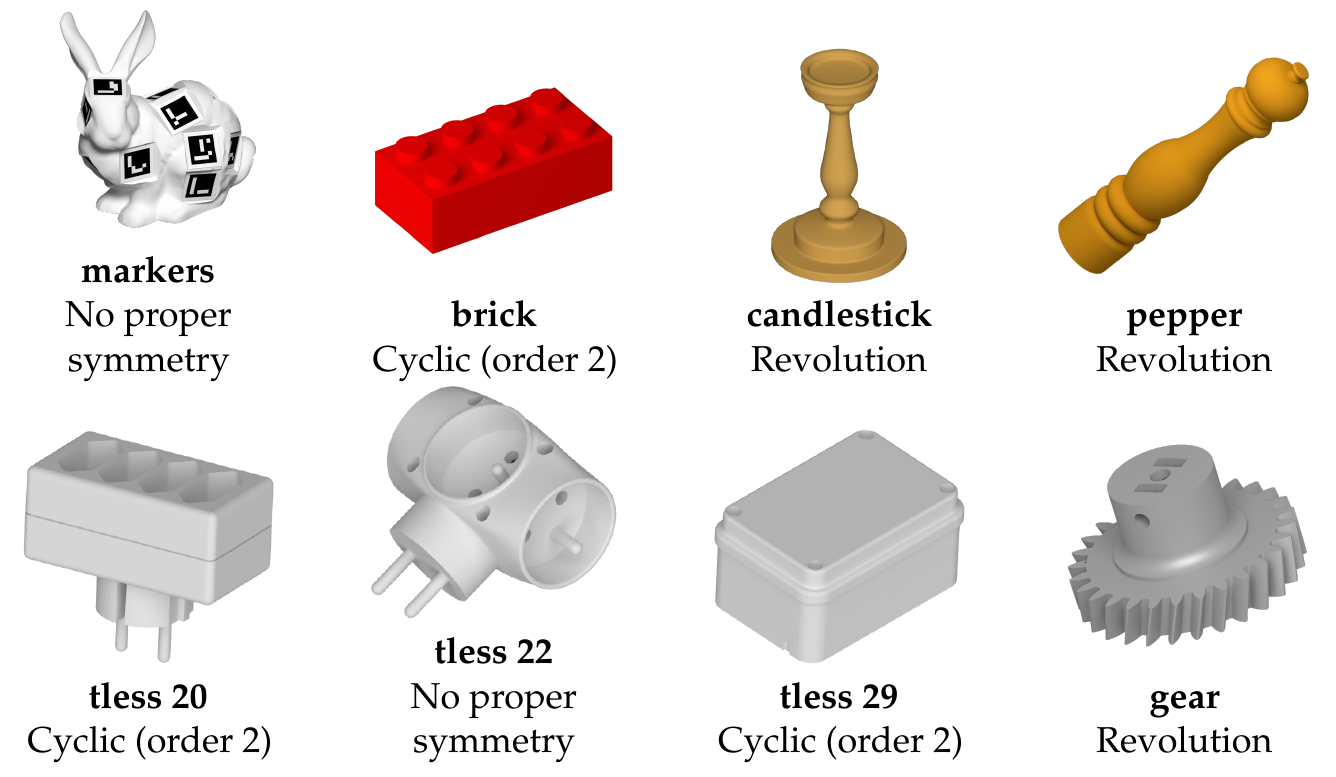 markers
No proper
symmetry
brick
Cyclic (order 2)
candlestick
Revolution
pepper
Revolution
tless 20
Cyclic (order 2)
tless 22
No proper
symmetry
tless 29
Cyclic (order 2)
gear
Revolution